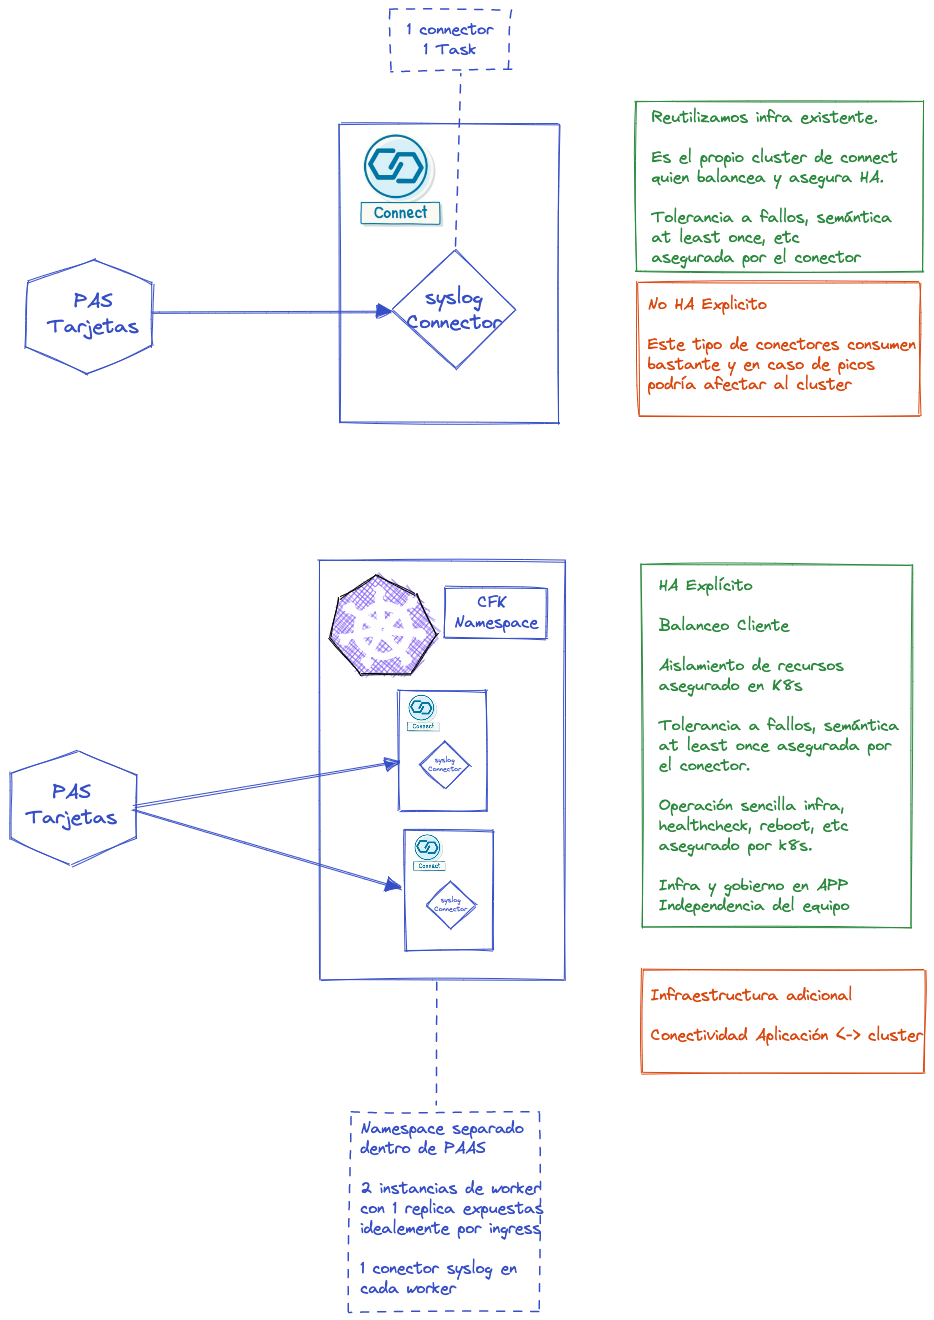 1 connector
1 Task
Connect
PAS
Tarjetas
syslog
Connector
Reutilizamos infra existente.
Es el propio cluster de connect
quien balancea y asegura HA.
Tolerancia a fallos, semántica
at least once, etc
asegurada por el conector
No HA Explicito
Este tipo de conectores consumen
bastante y en caso de picos
podría afectar al cluster
CFK
Namespace
Connect
syslog
Connector
PAS
Tarjetas
Connect
syslog
Connector
HA Explícito
Balanceo Cliente
Aislamiento de recursos
asegurado en K8s
Tolerancia a fallos, semántica
at least once asegurada por
el conector.
Operación sencilla infra,
healthcheck, reboot, etc
asegurado por k8s.
Infra y gobierno en APP
Independencia del equipo
Infraestructura adicional
Conectividad Aplicación <-> cluster
Namespace separado
dentro de PAAS
2 instancias de worker
con 1 replica expuestas
idealemente por ingress
1 conector syslog en
cada worker